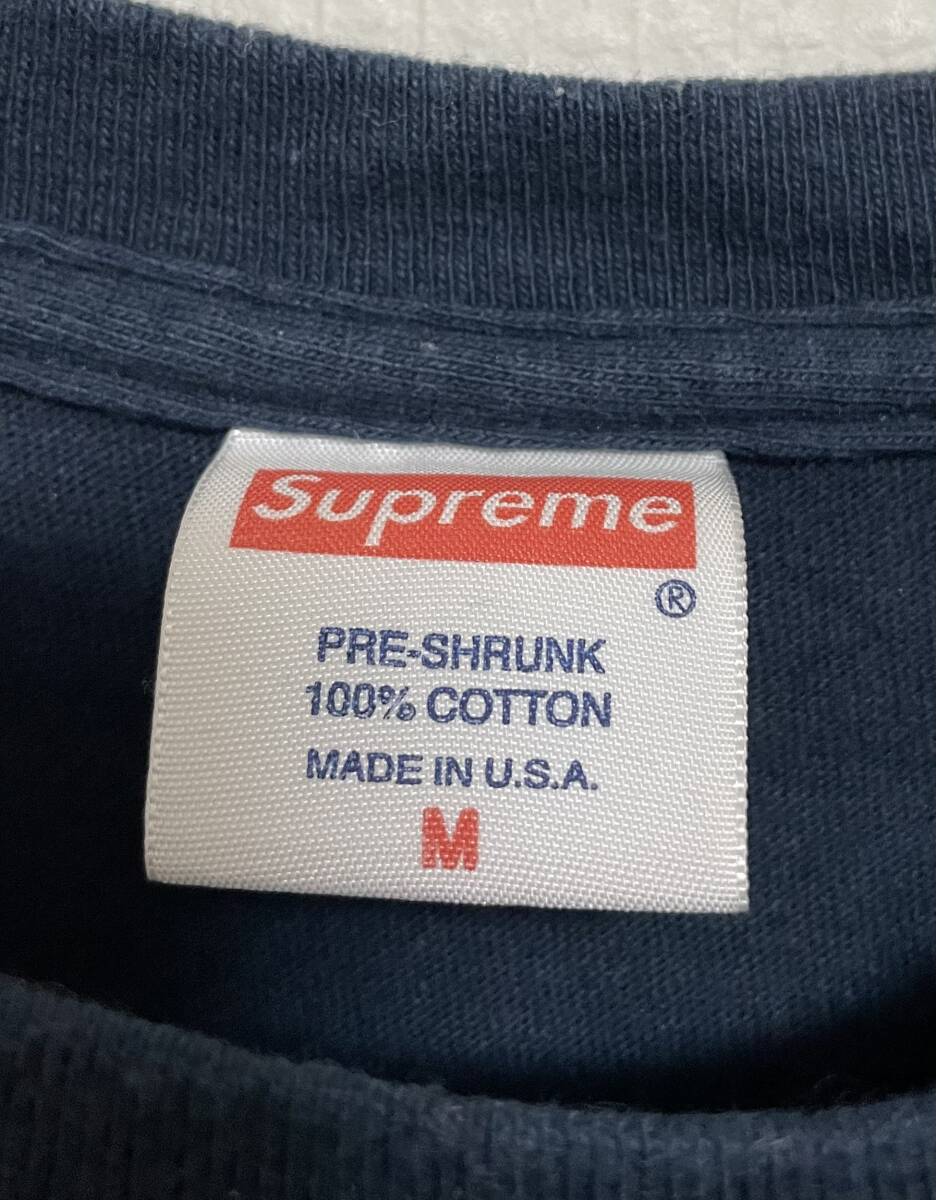 Supreme
®
PRE-SHRUNK
100% COTTON
MADE IN U.S.A.
M